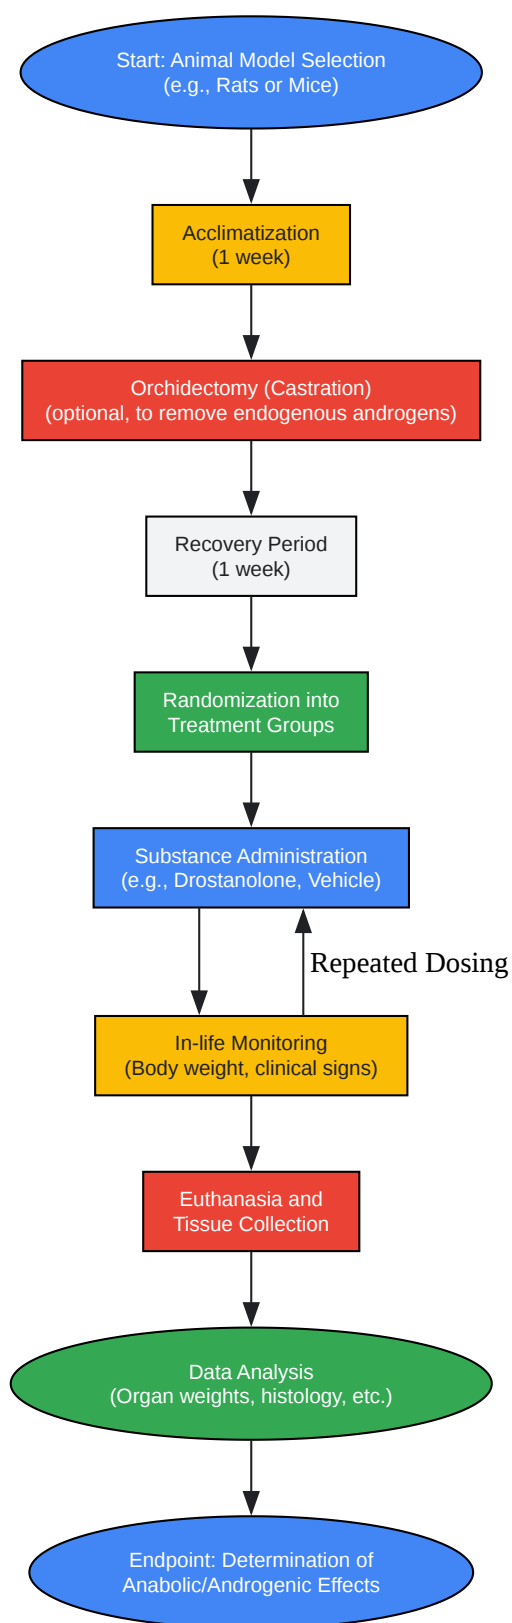 Start: Animal Model Selection
(e.g., Rats or Mice)
Acclimatization
(1 week)
Orchidectomy (Castration)
(optional, to remove endogenous androgens)
Recovery Period
(1 week)
Randomization into
Treatment Groups
Substance Administration
(e.g., Drostanolone, Vehicle)
Repeated Dosing
In-life Monitoring
(Body weight, clinical signs)
Euthanasia and
Tissue Collection
Data Analysis
(Organ weights, histology, etc.)
Endpoint: Determination of
Anabolic/Androgenic Effects